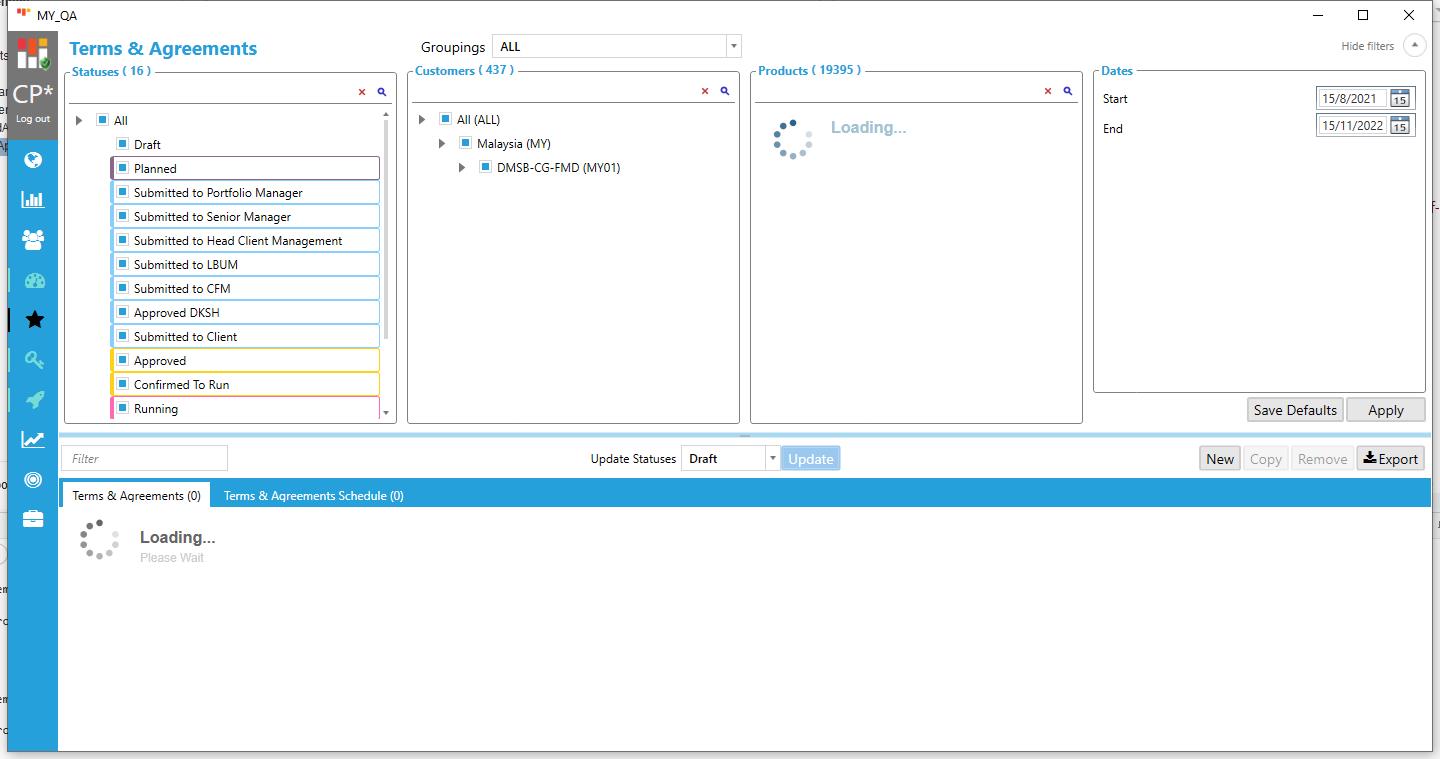 MY_QA
CP*
Log out
Terms & Agreements
Groupings
ALL
Hide filters
Statuses ( 16 )
All
Draft
Planned
Submitted to Portfolio Manager
Submitted to Senior Manager
Submitted to Head Client Management
Submitted to LBUM
Submitted to CFM
Approved DKSH
Submitted to Client
Approved
Confirmed To Run
Running
Customers ( 437 )
All (ALL)
Malaysia (MY)
DMSB-CG-FMD (MY01)
Products ( 19395 )
Loading...
Dates
Start
15/8/2021
15
End
15/11/2022
15
Save Defaults
Apply
Filter
Update Statuses
Draft
Update
New
Copy
Remove
Export
Terms & Agreements (0)
Terms & Agreements Schedule (0)
Loading...
Please Wait